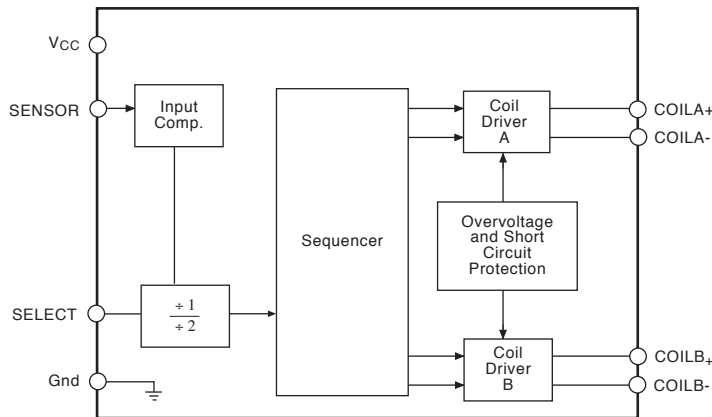 VCC
SENSOR
Input
Comp.
SELECT
÷ 1
÷ 2
Gnd
Sequencer
Coil
Driver
A
Overvoltage
and Short
Circuit
Protection
Coil
Driver
B
COILA+
COILA-
COILB+
COILB-